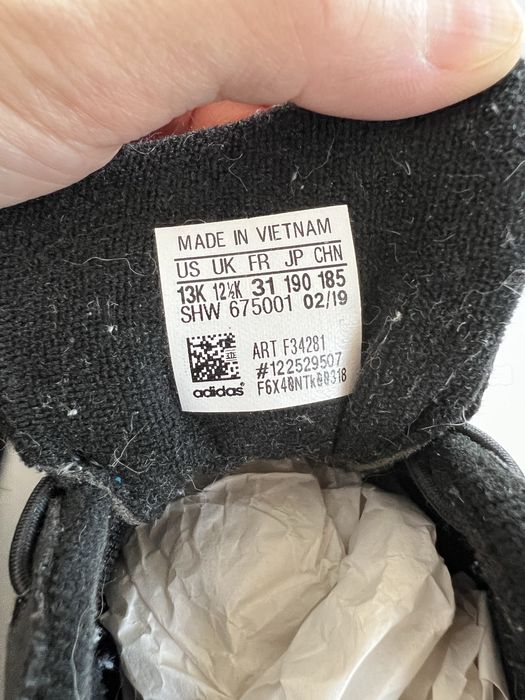 MADE IN VIETNAM
US UK FR JP CHN
13K 12½K 31 190 185
SHW 675001 02/19
ART F34281
#122529507
adidas